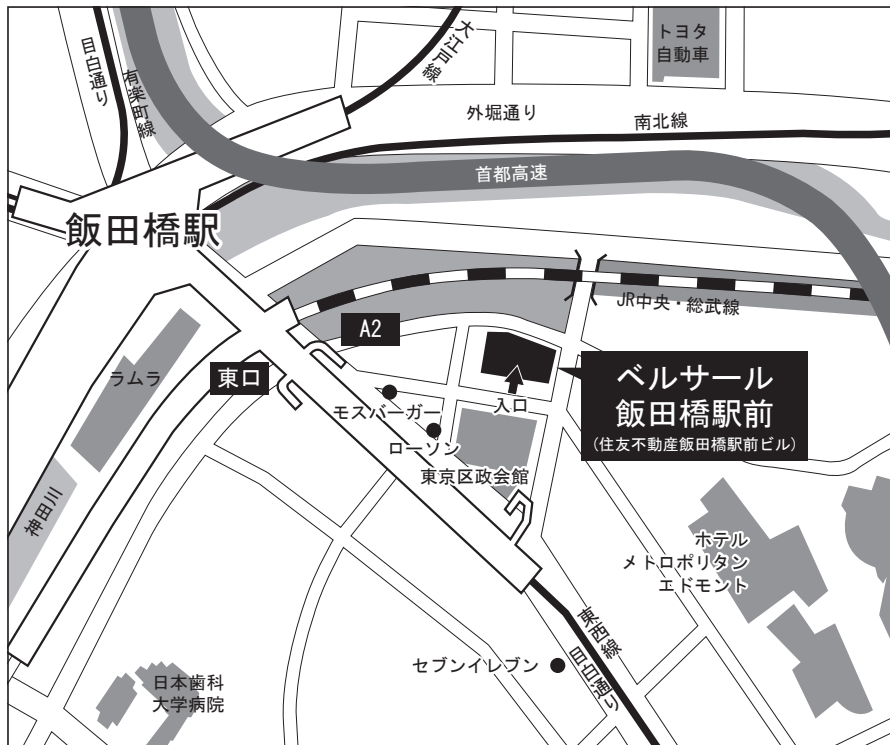 目白通り
有楽町線
大江戸線
トヨタ
自動車
外堀通り
南北線
首都高速
飯田橋駅
JR中央・総武線
A2
ラムラ
東口
ベルサール
飯田橋駅前
(住友不動産飯田橋駅前ビル)
入口
モスバーガー
ローソン
東京区政会館
神田川
ホテル
メトロポリタン
エドモント
東西線
目白通り
セブンイレブン
日本歯科
大学病院